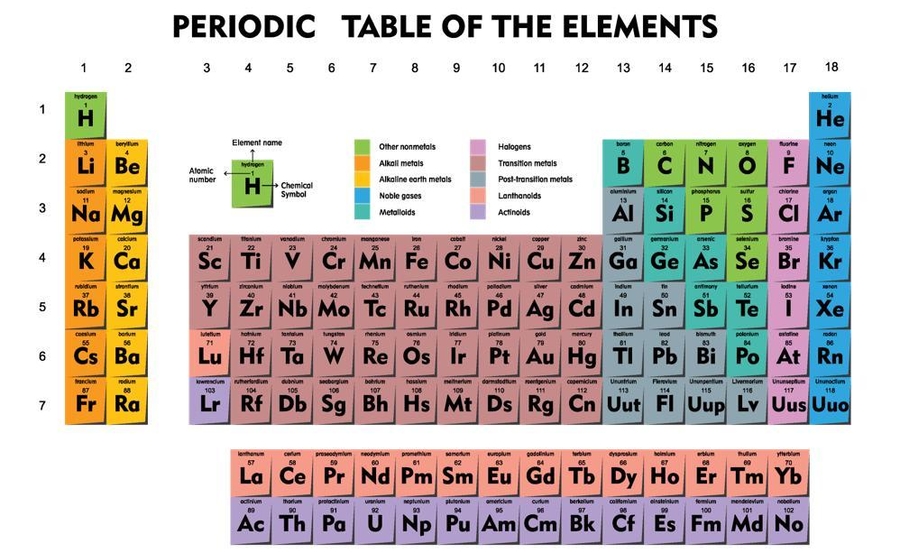 PERIODIC TABLE OF THE ELEMENTS
1 2 3 4 5 6 7 8 9 10 11 12 13 14 15 16 17 18
1
hydrogen 1 H
helium 2 He
Element name
Atomic number
hydrogen 1 H
Chemical Symbol
Other nonmetals
Alkali metals
Alkaline earth metals
Noble gases
Metalloids
Halogens
Transition metals
Post-transition metals
Lanthanoids
Actinoids
2
lithium 3 Li
beryllium 4 Be
boron 5 B
carbon 6 C
nitrogen 7 N
oxygen 8 O
fluorine 9 F
neon 10 Ne
3
sodium 11 Na
magnesium 12 Mg
aluminium 13 Al
silicon 14 Si
phosphorus 15 P
sulfur 16 S
chlorine 17 Cl
argon 18 Ar
4
potassium 19 K
calcium 20 Ca
scandium 21 Sc
titanium 22 Ti
vanadium 23 V
chromium 24 Cr
manganese 25 Mn
iron 26 Fe
cobalt 27 Co
nickel 28 Ni
copper 29 Cu
zinc 30 Zn
gallium 31 Ga
germanium 32 Ge
arsenic 33 As
selenium 34 Se
bromine 35 Br
krypton 36 Kr
5
rubidium 37 Rb
strontium 38 Sr
yttrium 39 Y
zirconium 40 Zr
niobium 41 Nb
molybdenum 42 Mo
technetium 43 Tc
ruthenium 44 Ru
rhodium 45 Rh
palladium 46 Pd
silver 47 Ag
cadmium 48 Cd
indium 49 In
tin 50 Sn
antimony 51 Sb
tellurium 52 Te
iodine 53 I
xenon 54 Xe
6
caesium 55 Cs
barium 56 Ba
lutetium 71 Lu
hafnium 72 Hf
tantalum 73 Ta
tungsten 74 W
rhenium 75 Re
osmium 76 Os
iridium 77 Ir
platinum 78 Pt
gold 79 Au
mercury 80 Hg
thallium 81 Tl
lead 82 Pb
bismuth 83 Bi
polonium 84 Po
astatine 85 At
radon 86 Rn
7
francium 87 Fr
radium 88 Ra
lawrencium 103 Lr
rutherfordium 104 Rf
dubnium 105 Db
seaborgium 106 Sg
bohrium 107 Bh
hassium 108 Hs
meitnerium 109 Mt
darmstadtium 110 Ds
roentgenium 111 Rg
copernicium 112 Cn
Ununtrium 113 Uut
Flerovium 114 Fl
Ununpentium 115 Uup
Livermorium 116 Lv
Ununseptium 117 Uus
Ununoctium 118 Uuo
lanthanum 57 La
cerium 58 Ce
praseodymium 59 Pr
neodymium 60 Nd
promethium 61 Pm
samarium 62 Sm
europium 63 Eu
gadolinium 64 Gd
terbium 65 Tb
dysprosium 66 Dy
holmium 67 Ho
erbium 68 Er
thulium 69 Tm
ytterbium 70 Yb
actinium 89 Ac
thorium 90 Th
protactinium 91 Pa
uranium 92 U
neptunium 93 Np
plutonium 94 Pu
americium 95 Am
curium 96 Cm
berkelium 97 Bk
californium 98 Cf
einsteinium 99 Es
fermium 100 Fm
mendelevium 101 Md
nobelium 102 No